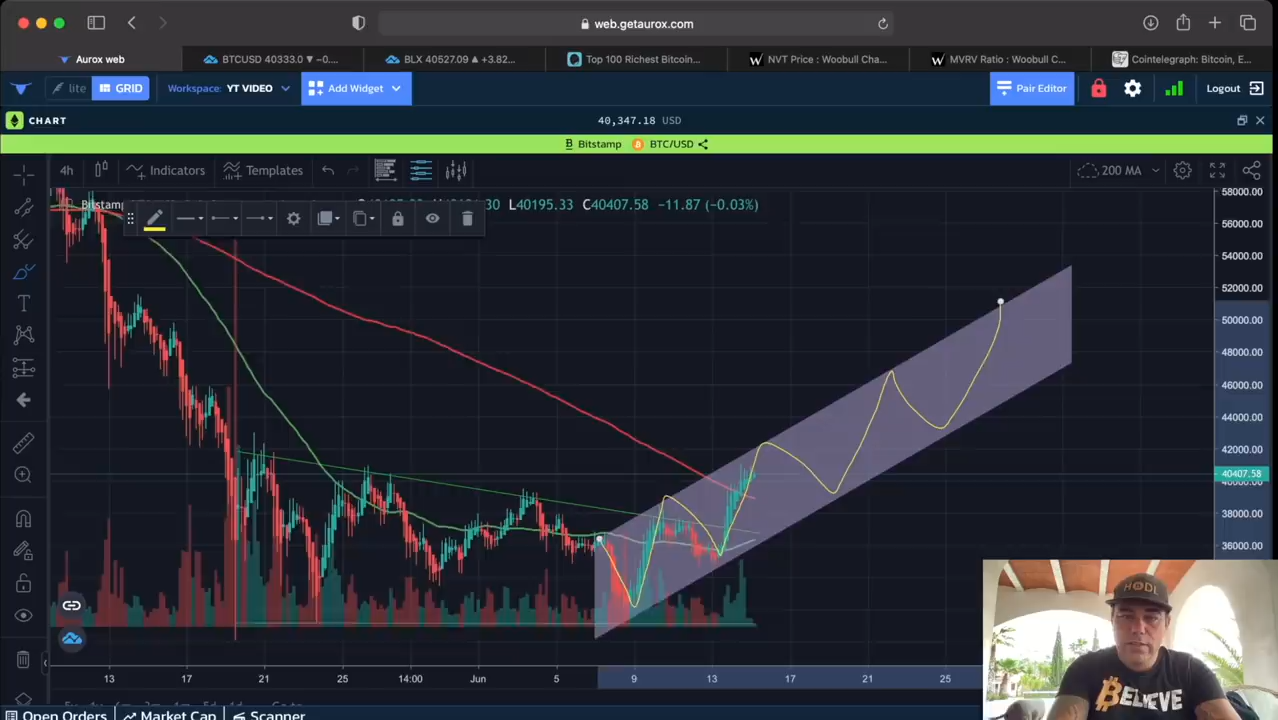 web.getaurox.com
Aurox web
BTCUSD 40333.0 ▼ −0....
BLX 40527.09 ▲ +3.82...
Top 100 Richest Bitcoin...
NVT Price : Woobull Cha...
MVRV Ratio : Woobull C...
Cointelegraph: Bitcoin, E...
lite
GRID
Workspace: YT VIDEO
Add Widget
Pair Editor
Logout
CHART
40,347.18 USD
Bitstamp BTC/USD
4h
Indicators
Templates
200 MA
Bitstamp
L40195.33 C40407.58 −11.87 (−0.03%)
58000.00
56000.00
54000.00
52000.00
50000.00
48000.00
46000.00
44000.00
42000.00
40407.58
40000.00
38000.00
36000.00
13 17 21 25 14:00 Jun 5 9 13 17 21 25
Open Orders
Market Cap
Scanner
HODL
BELIEVE